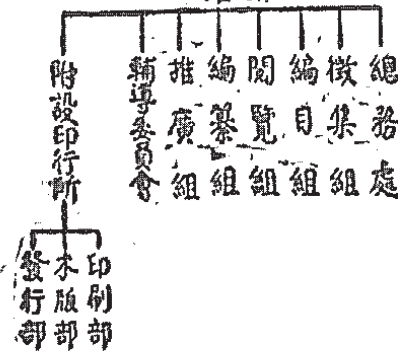 總務處
徵集組
編目組
閱覽組
編纂組
推廣組
輔導委員會
附設印行所
印刷部
木版部
發行部